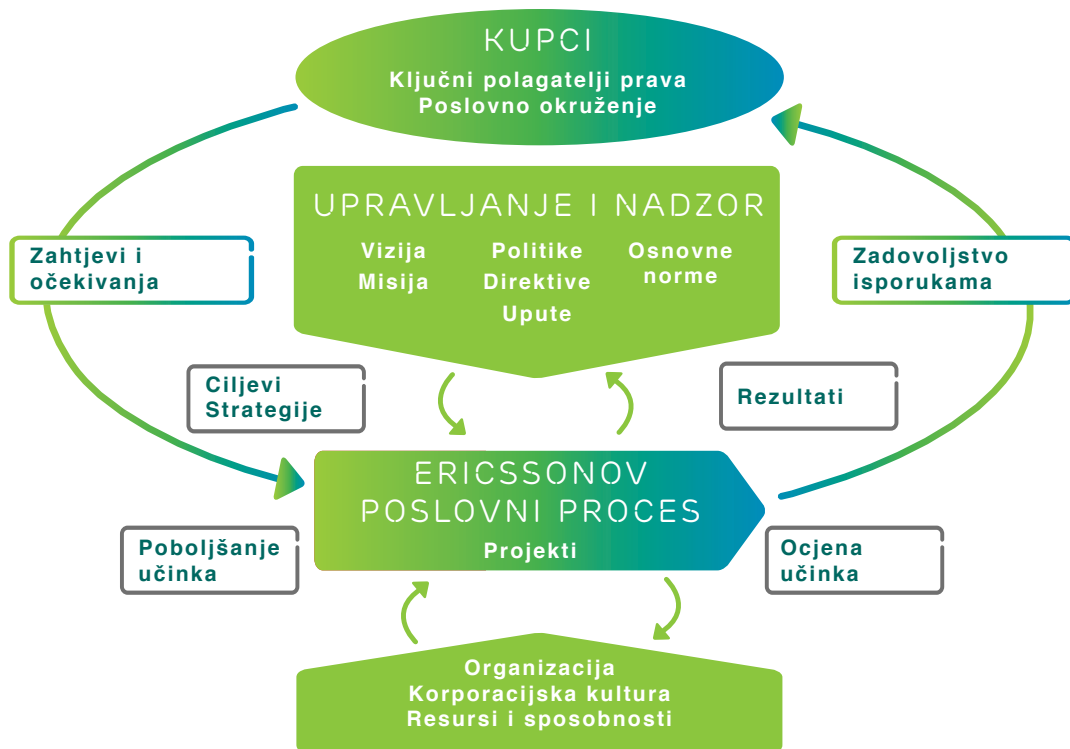 KUPCI
Ključni polagatelji prava
Poslovno okruženje
UPRAVLJANJE I NADZOR
Vizija
Misija
Politike
Direktive
Upute
Osnovne
norme
Zahtjevi i
očekivanja
Zadovoljstvo
isporukama
Ciljevi
Strategije
Rezultati
ERICSSONOV
POSLOVNI PROCES
Projekti
Poboljšanje
učinka
Ocjena
učinka
Organizacija
Korporacijska kultura
Resursi i sposobnosti